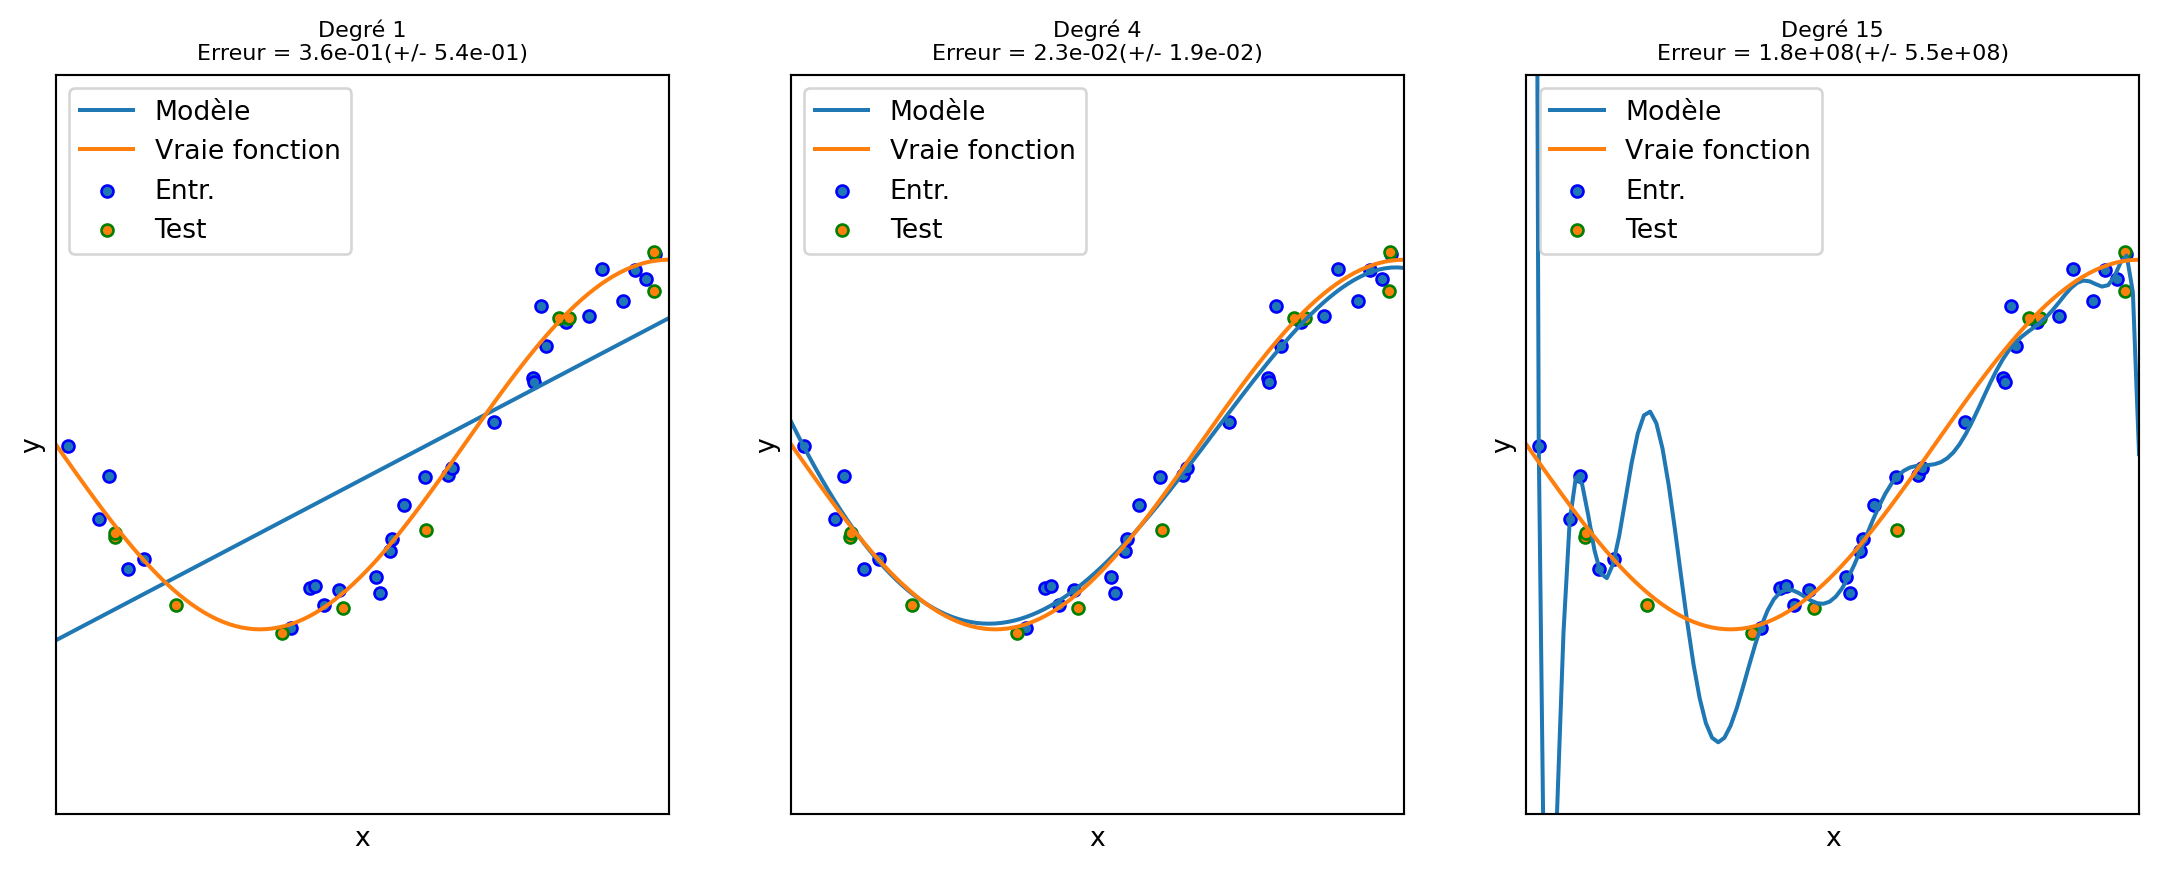 Degré 1
Erreur = 3.6e-01(+/- 5.4e-01)
Modèle
Vraie fonction
Entr.
Test
y
x
Degré 4
Erreur = 2.3e-02(+/- 1.9e-02)
Modèle
Vraie fonction
Entr.
Test
y
x
Degré 15
Erreur = 1.8e+08(+/- 5.5e+08)
Modèle
Vraie fonction
Entr.
Test
y
x